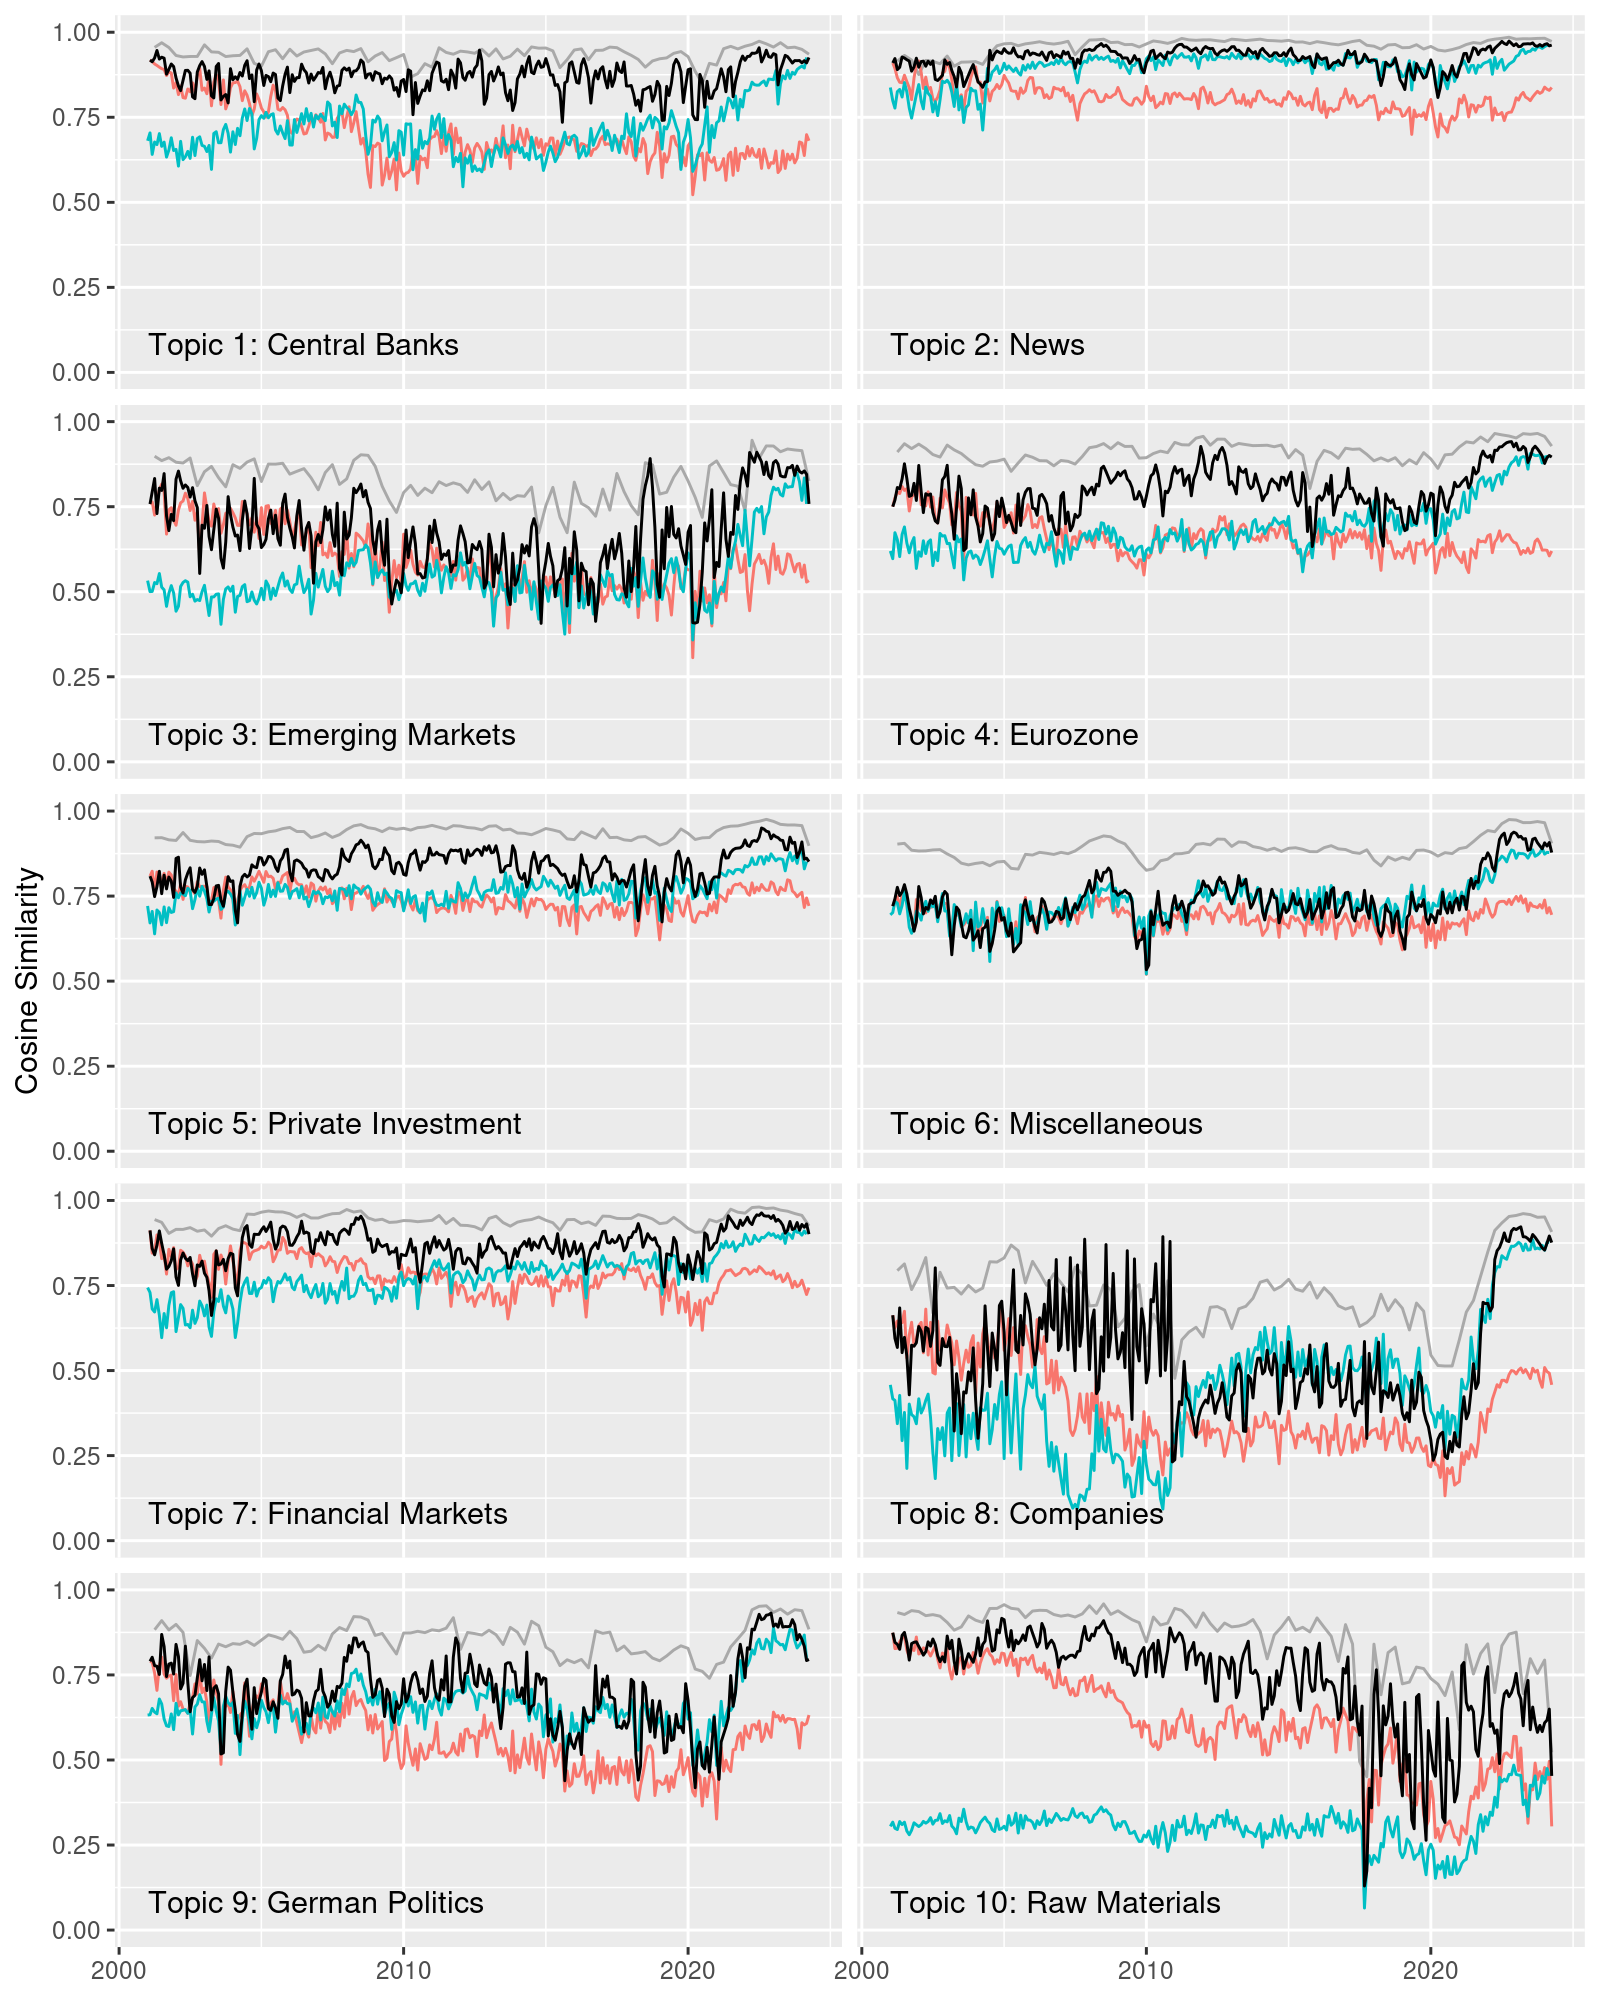 1.00
0.75
0.50
0.25
0.00
Topic 1: Central Banks
Topic 2: News
1.00
0.75
0.50
0.25
0.00
Topic 3: Emerging Markets
Topic 4: Eurozone
Cosine Similarity
1.00
0.75
0.50
0.25
0.00
Topic 5: Private Investment
Topic 6: Miscellaneous
1.00
0.75
0.50
0.25
0.00
Topic 7: Financial Markets
Topic 8: Companies
1.00
0.75
0.50
0.25
0.00
Topic 9: German Politics
Topic 10: Raw Materials
2000 2010 2020 2000 2010 2020